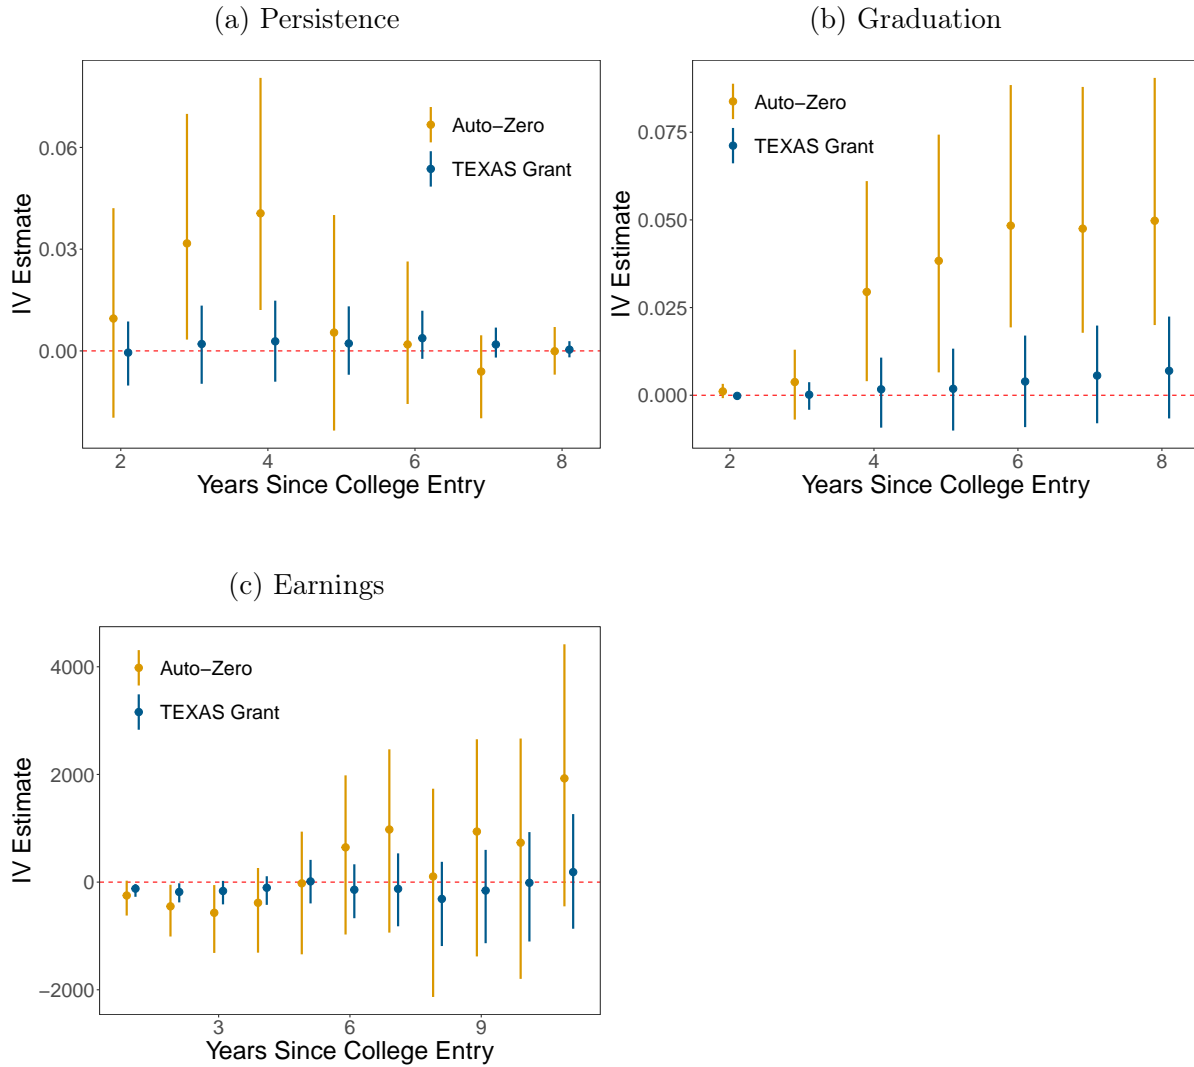 (a) Persistence
IV Estmate
0.06
0.03
0.00
Auto−Zero
TEXAS Grant
2
4
6
8
Years Since College Entry
(b) Graduation
IV Estimate
0.075
0.050
0.025
0.000
Auto−Zero
TEXAS Grant
2
4
6
8
Years Since College Entry
(c) Earnings
IV Estimate
4000
2000
0
−2000
Auto−Zero
TEXAS Grant
3
6
9
Years Since College Entry